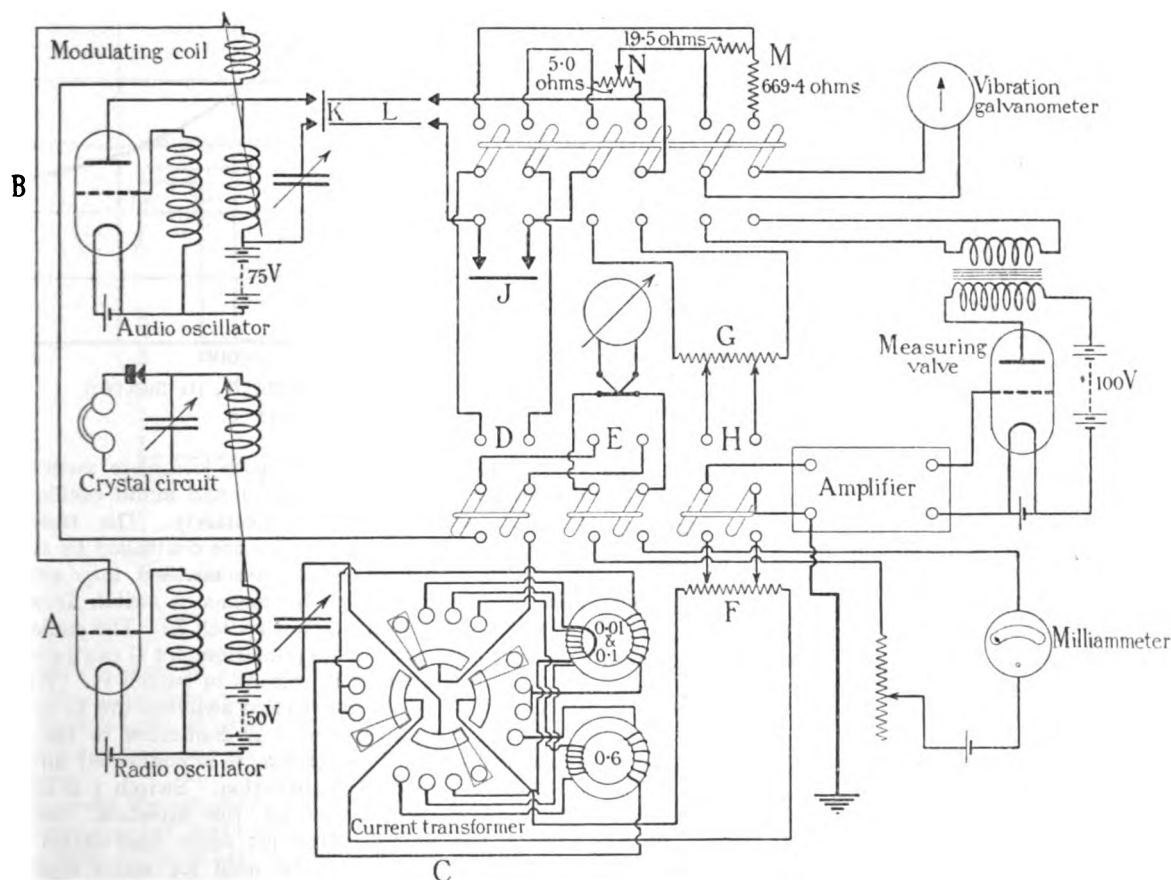 Modulating coil
19·5 ohms
M
5·0
ohms
N
669·4 ohms
Vibration
galvanometer
K
L
B
75V
Audio oscillator
J
G
Measuring
valve
100V
D
E
H
Crystal circuit
Amplifier
A
F
0·01
&
0·1
Milliammeter
50V
Radio oscillator
0·6
Current transformer
C